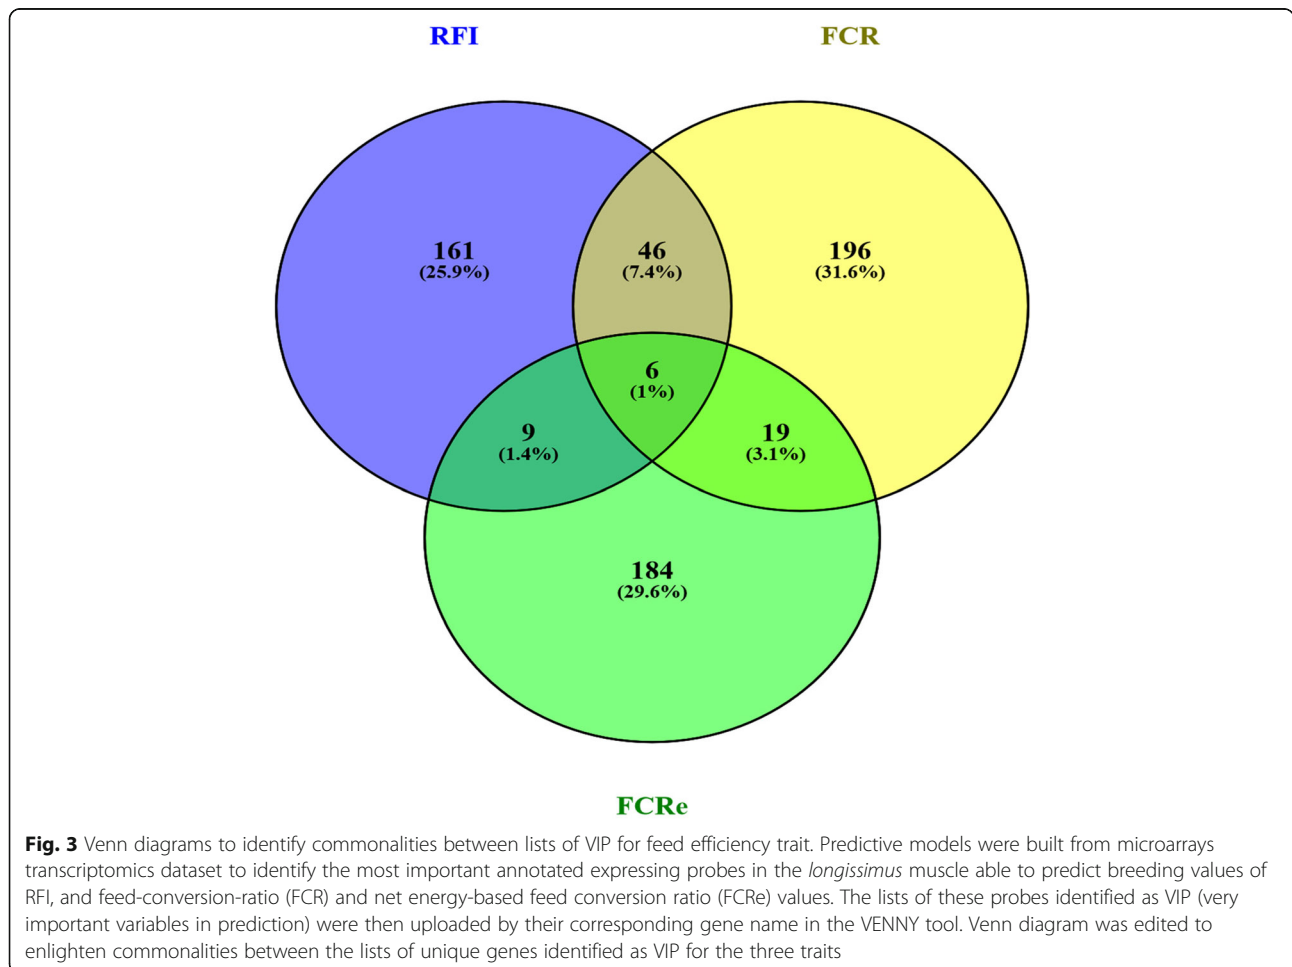 RFI
FCR
161
(25.9%)
46
(7.4%)
196
(31.6%)
6
(1%)
9
(1.4%)
19
(3.1%)
184
(29.6%)
FCRe
Fig. 3 Venn diagrams to identify commonalities between lists of VIP for feed efficiency trait. Predictive models were built from microarrays
transcriptomics dataset to identify the most important annotated expressing probes in the longissimus muscle able to predict breeding values of
RFI, and feed-conversion-ratio (FCR) and net energy-based feed conversion ratio (FCRe) values. The lists of these probes identified as VIP (very
important variables in prediction) were then uploaded by their corresponding gene name in the VENNY tool. Venn diagram was edited to
enlighten commonalities between the lists of unique genes identified as VIP for the three traits